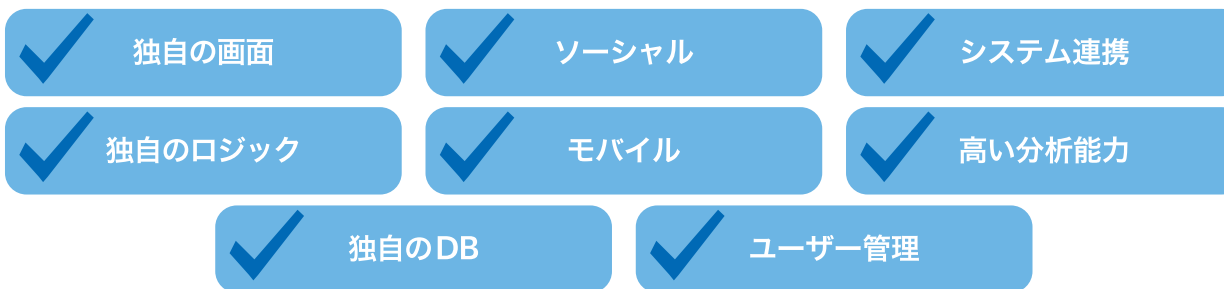 独自の画面
ソーシャル
システム連携
独自のロジック
モバイル
高い分析能力
独自のDB
ユーザー管理